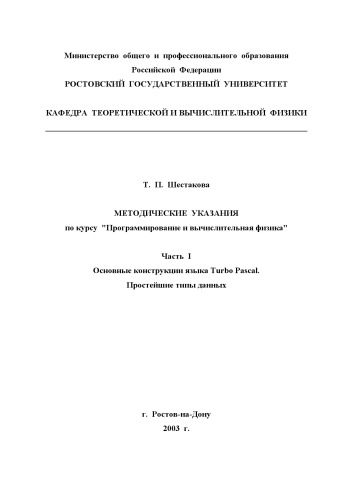 Министерство общего и профессионального образования
Российской Федерации
РОСТОВСКИЙ ГОСУДАРСТВЕННЫЙ УНИВЕРСИТЕТ
КАФЕДРА ТЕОРЕТИЧЕСКОЙ И ВЫЧИСЛИТЕЛЬНОЙ ФИЗИКИ
Т. П. Шестакова
МЕТОДИЧЕСКИЕ УКАЗАНИЯ
по курсу "Программирование и вычислительная физика"
Часть I
Основные конструкции языка Turbo Pascal.
Простейшие типы данных
г. Ростов-на-Дону
2003 г.